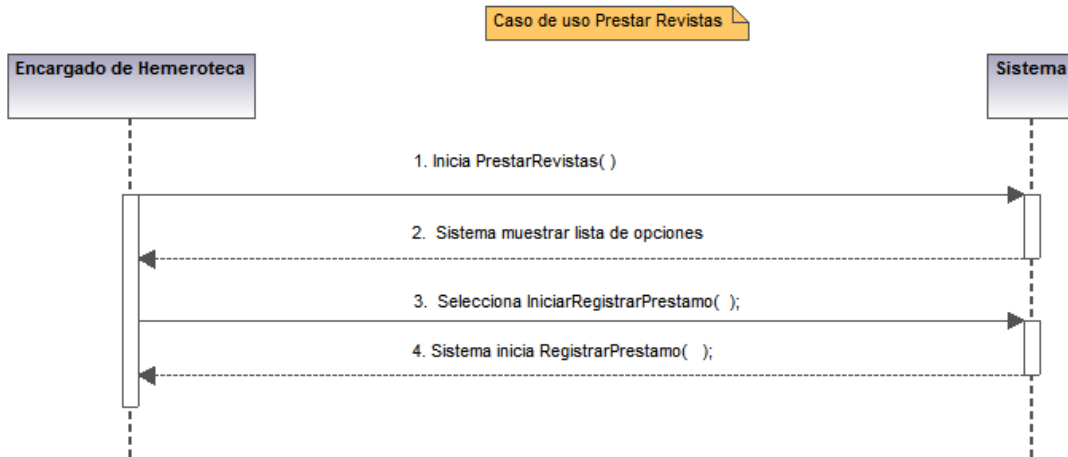 Caso de uso Prestar Revistas
Encargado de Hemeroteca
Sistema
1. Inicia PrestarRevistas( )
2.  Sistema muestrar lista de opciones
3.  Selecciona IniciarRegistrarPrestamo(  );
4. Sistema inicia RegistrarPrestamo(   );